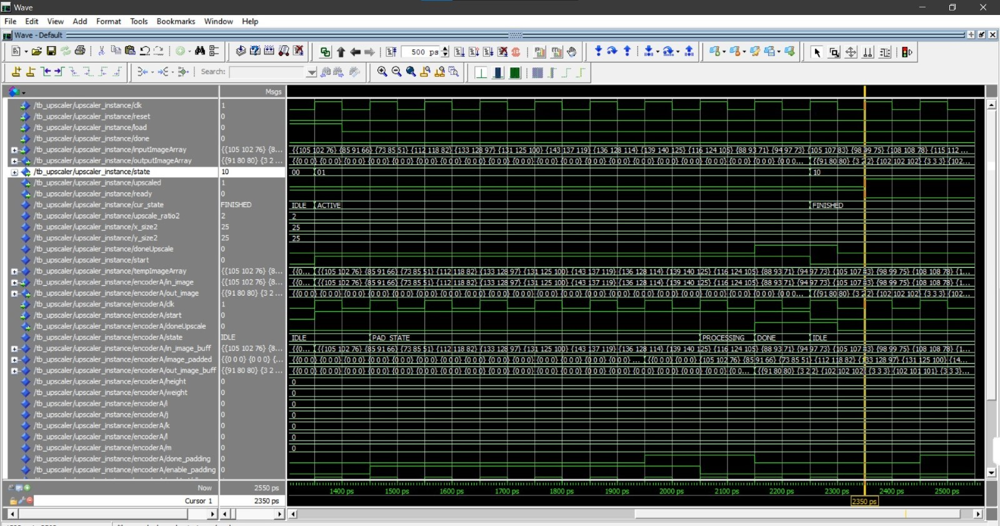 Wave
File Edit View Add Format Tools Bookmarks Window Help
Wave - Default
500 ps
Search:
Msgs
/tb_upscaler/upscaler_instance/clk 1
/tb_upscaler/upscaler_instance/reset 0
/tb_upscaler/upscaler_instance/load 0
/tb_upscaler/upscaler_instance/done 0
/tb_upscaler/upscaler_instance/inputImageArray {{105 102 76} {8... {{105 102 76} {85 91 66} {73 85 51} {112 118 82} {133 128 97} {131 125 100} {143 137 119} {136 128 114} {139 140 125} {116 124 105} {88 93 71} {94 97 73} {105 107 83} {98 99 75} {108 108 78} {115 112 ...
/tb_upscaler/upscaler_instance/outputImageArray {{91 80 80} {3 2 ... {{0 0 0} {0 0 0} {0 0 0} {0 0 0} {0 0 0} {0 0 0} {0 0 0} {0 0 0} {0 0 0} {0 0 0} {0 0 0} {0 0 0} {0 0 0} {0 0 0} {0 0 0} {0 0 0} {0 0 0} {0 0 0} {0 0 0... {{91 80 80} {3 2 2} {102 102 102} {3 3 3} {102...
/tb_upscaler/upscaler_instance/state 10 00 01 10
/tb_upscaler/upscaler_instance/upscaled 1
/tb_upscaler/upscaler_instance/ready 0
/tb_upscaler/upscaler_instance/cur_state FINISHED IDLE ACTIVE FINISHED
/tb_upscaler/upscaler_instance/upscale_ratio2 2 2
/tb_upscaler/upscaler_instance/x_size2 25 25
/tb_upscaler/upscaler_instance/y_size2 25 25
/tb_upscaler/upscaler_instance/doneUpscale 0
/tb_upscaler/upscaler_instance/start 0
/tb_upscaler/upscaler_instance/tempImageArray {{105 102 76} {8... {{0... {{105 102 76} {85 91 66} {73 85 51} {112 118 82} {133 128 97} {131 125 100} {143 137 119} {136 128 114} {139 140 125} {116 124 105} {88 93 71} {94 97 73} {105 107 83} {98 99 75} {108 108 78} {1...
/tb_upscaler/upscaler_instance/encoderA/in_image {{105 102 76} {8... {{0... {{105 102 76} {85 91 66} {73 85 51} {112 118 82} {133 128 97} {131 125 100} {143 137 119} {136 128 114} {139 140 125} {116 124 105} {88 93 71} {94 97 73} {105 107 83} {98 99 75} {108 108 78} {1...
/tb_upscaler/upscaler_instance/encoderA/out_image {{91 80 80} {3 2 ... {{0 0 0} {0 0 0} {0 0 0} {0 0 0} {0 0 0} {0 0 0} {0 0 0} {0 0 0} {0 0 0} {0 0 0} {0 0 0} {0 0 0} {0 0 0} {0 0 0} {0 0 0} {0 0 0} {0 0 0} {0 0 0} {0 0 0... {{91 80 80} {3 2 2} {102 102 102} {3 3 3} {102...
/tb_upscaler/upscaler_instance/encoderA/clk 1
/tb_upscaler/upscaler_instance/encoderA/start 0
/tb_upscaler/upscaler_instance/encoderA/doneUpscale 0
/tb_upscaler/upscaler_instance/encoderA/state IDLE IDLE PAD_STATE PROCESSING DONE IDLE
/tb_upscaler/upscaler_instance/encoderA/in_image_buff {{105 102 76} {8... {{0... {{105 102 76} {85 91 66} {73 85 51} {112 118 82} {133 128 97} {131 125 100} {143 137 119} {136 128 114} {139 140 125} {116 124 105} {88 93 71} {94 97 73} {105 107 83} {98 99 75} {108 108 78} {1...
/tb_upscaler/upscaler_instance/encoderA/image_padded {{0 0 0} {0 0 0} {... {{0 0 0} {0 0 0} {0 0 0} {0 0 0} {0 0 0} {0 0 0} {0 0 0} {0 0 0} {0 0 0} {0 0 0} {0 0 0} {0 0 0} {0 0 0} ... {{0 0 0} {0 0 0} {105 102 76} {85 91 66} {73 85 51} {112 118 82} {133 128 97} {131 125 100} {14...
/tb_upscaler/upscaler_instance/encoderA/out_image_buff {{91 80 80} {3 2 ... {{0 0 0} {0 0 0} {0 0 0} {0 0 0} {0 0 0} {0 0 0} {0 0 0} {0 0 0} {0 0 0} {0 0 0} {0 0 0} {0 0 0} {0 0 0} {0 0 0} {0 0 0} {0 0 0} {0 0... {{91 80 80} {3 2 2} {102 102 102} {3 3 3} {102 101 101} {3 3 3}...
/tb_upscaler/upscaler_instance/encoderA/height 0 0
/tb_upscaler/upscaler_instance/encoderA/weight 0 0
/tb_upscaler/upscaler_instance/encoderA/i 0 0
/tb_upscaler/upscaler_instance/encoderA/j 0 0
/tb_upscaler/upscaler_instance/encoderA/k 0 0
/tb_upscaler/upscaler_instance/encoderA/l 0 0
/tb_upscaler/upscaler_instance/encoderA/m 0 0
/tb_upscaler/upscaler_instance/encoderA/done_padding 0
/tb_upscaler/upscaler_instance/encoderA/enable_padding 0
Now 2550 ps 1400 ps 1500 ps 1600 ps 1700 ps 1800 ps 1900 ps 2000 ps 2100 ps 2200 ps 2300 ps 2400 ps 2500 ps
Cursor 1 2350 ps 2350 ps